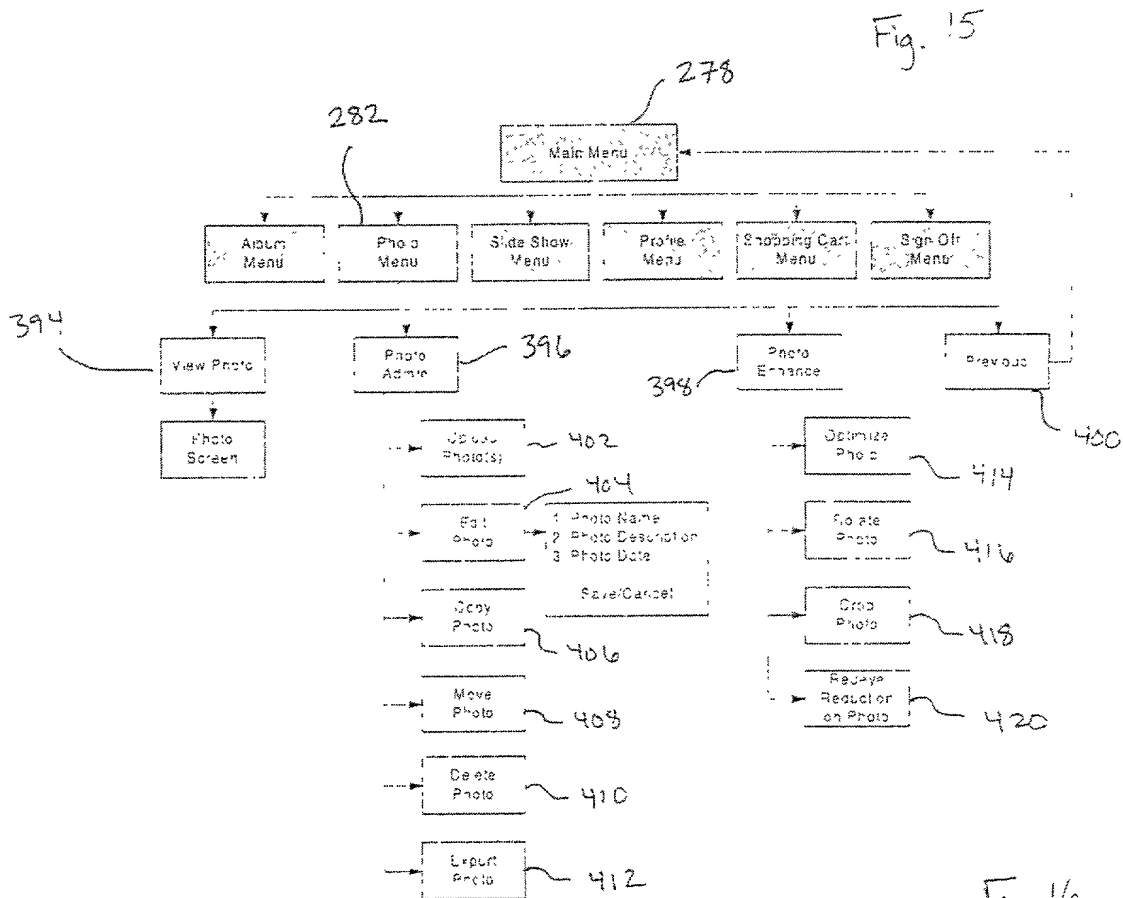 Fig. 15
278
282
Main Menu
Album
Menu
Photo
Menu
Slide Show
Menu
Profile
Menu
Shopping Cart
Menu
Sign Off
Menu
394
View Photo
Photo
Admin
396
398
Photo
Enhance
Previous
400
Photo
Screen
Upload
Photo(s)
402
Optimize
Photo
414
404
Edit
Photo
1 Photo Name
2 Photo Description
3 Photo Date
Save/Cancel
Rotate
Photo
416
Copy
Photo
406
Crop
Photo
418
Move
Photo
408
Redeye
Reduction
on Photo
420
Delete
Photo
410
Export
Photo
412
Fig. 16